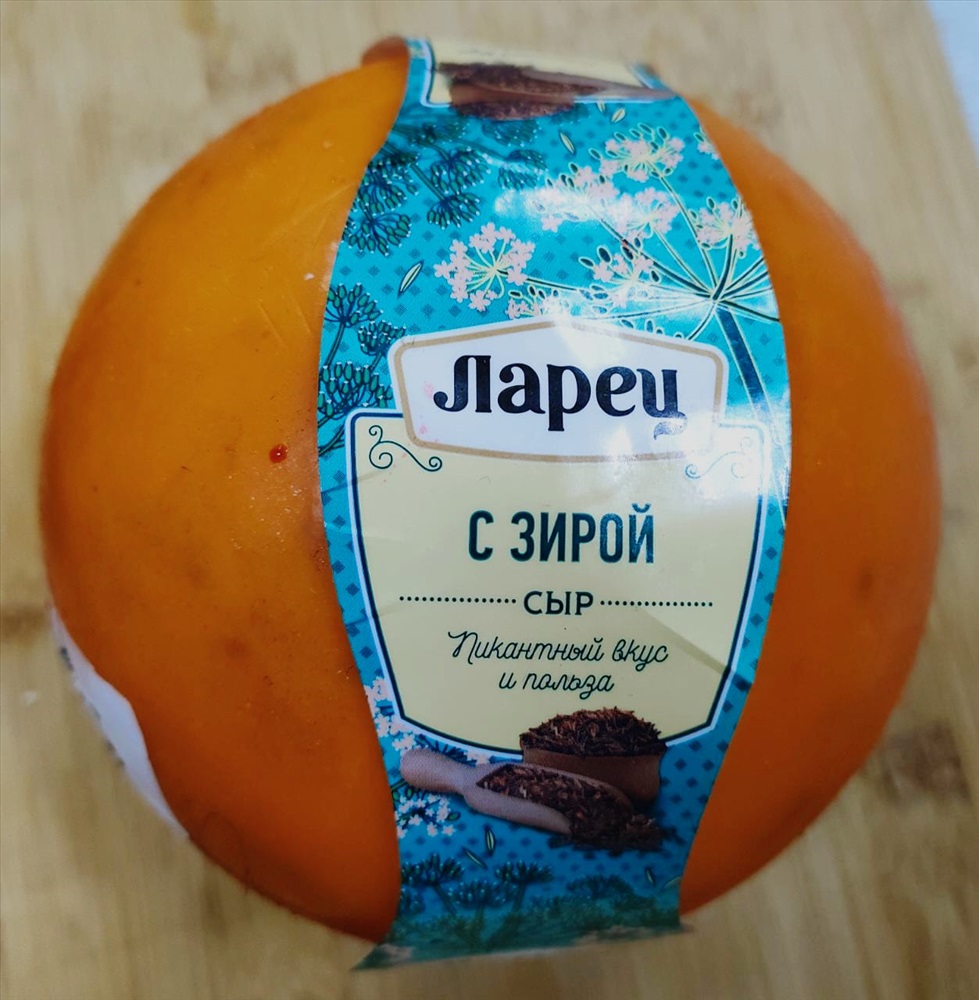 Ларец
С ЗИРОЙ
СЫР
Пикантный вкус
и польза